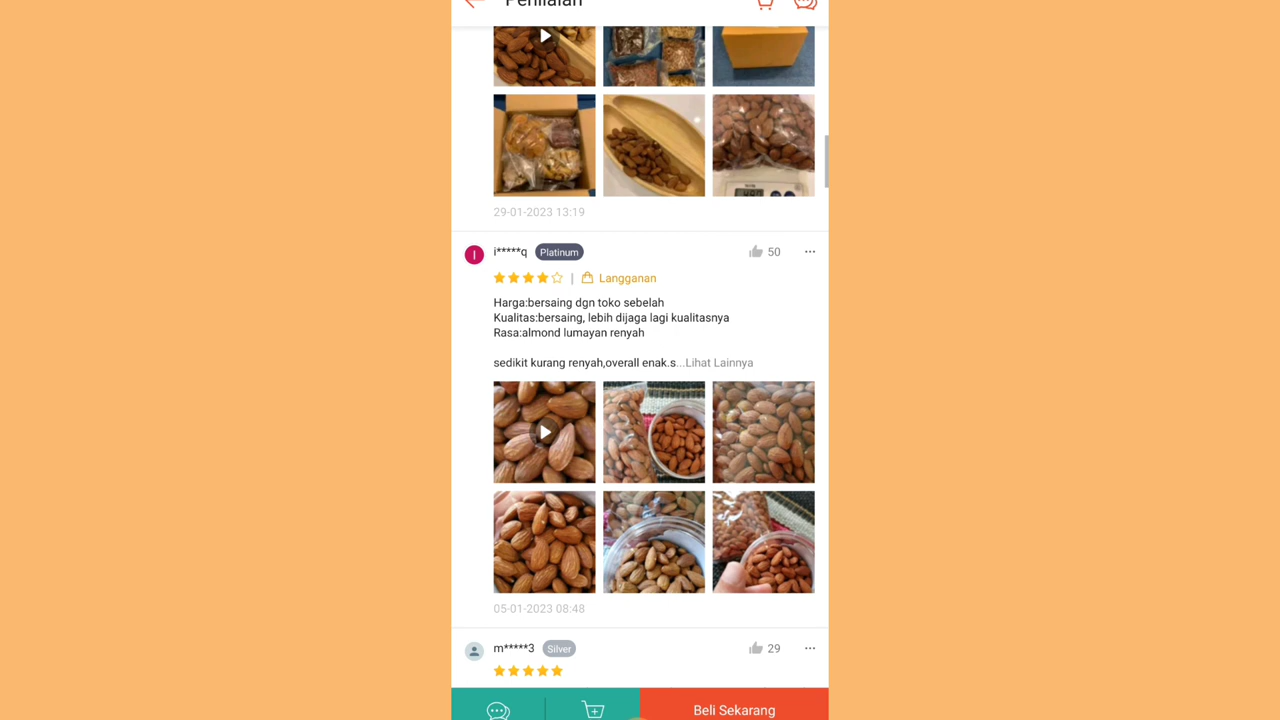 Penilaian
29-01-2023 13:19
I
i*****q Platinum 50
| Langganan
Harga:bersaing dgn toko sebelah
Kualitas:bersaing, lebih dijaga lagi kualitasnya
Rasa:almond lumayan renyah
sedikit kurang renyah,overall enak.s...Lihat Lainnya
05-01-2023 08:48
m*****3 Silver 29
Beli Sekarang